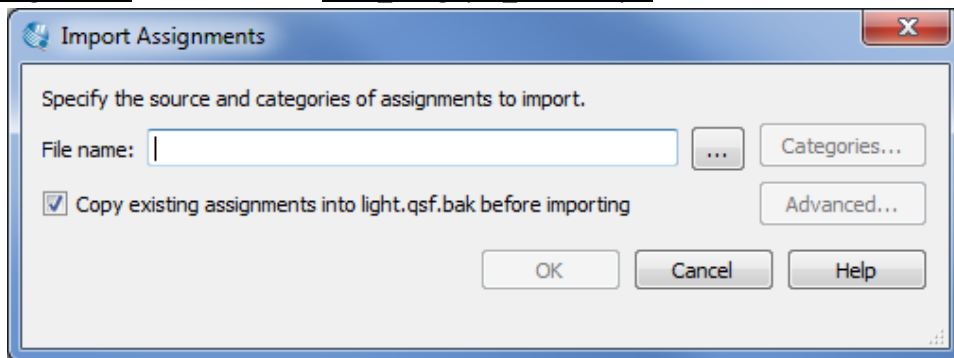 Import Assignments
Specify the source and categories of assignments to import.
File name: ... Categories...
Copy existing assignments into light.qsf.bak before importing Advanced...
OK Cancel Help